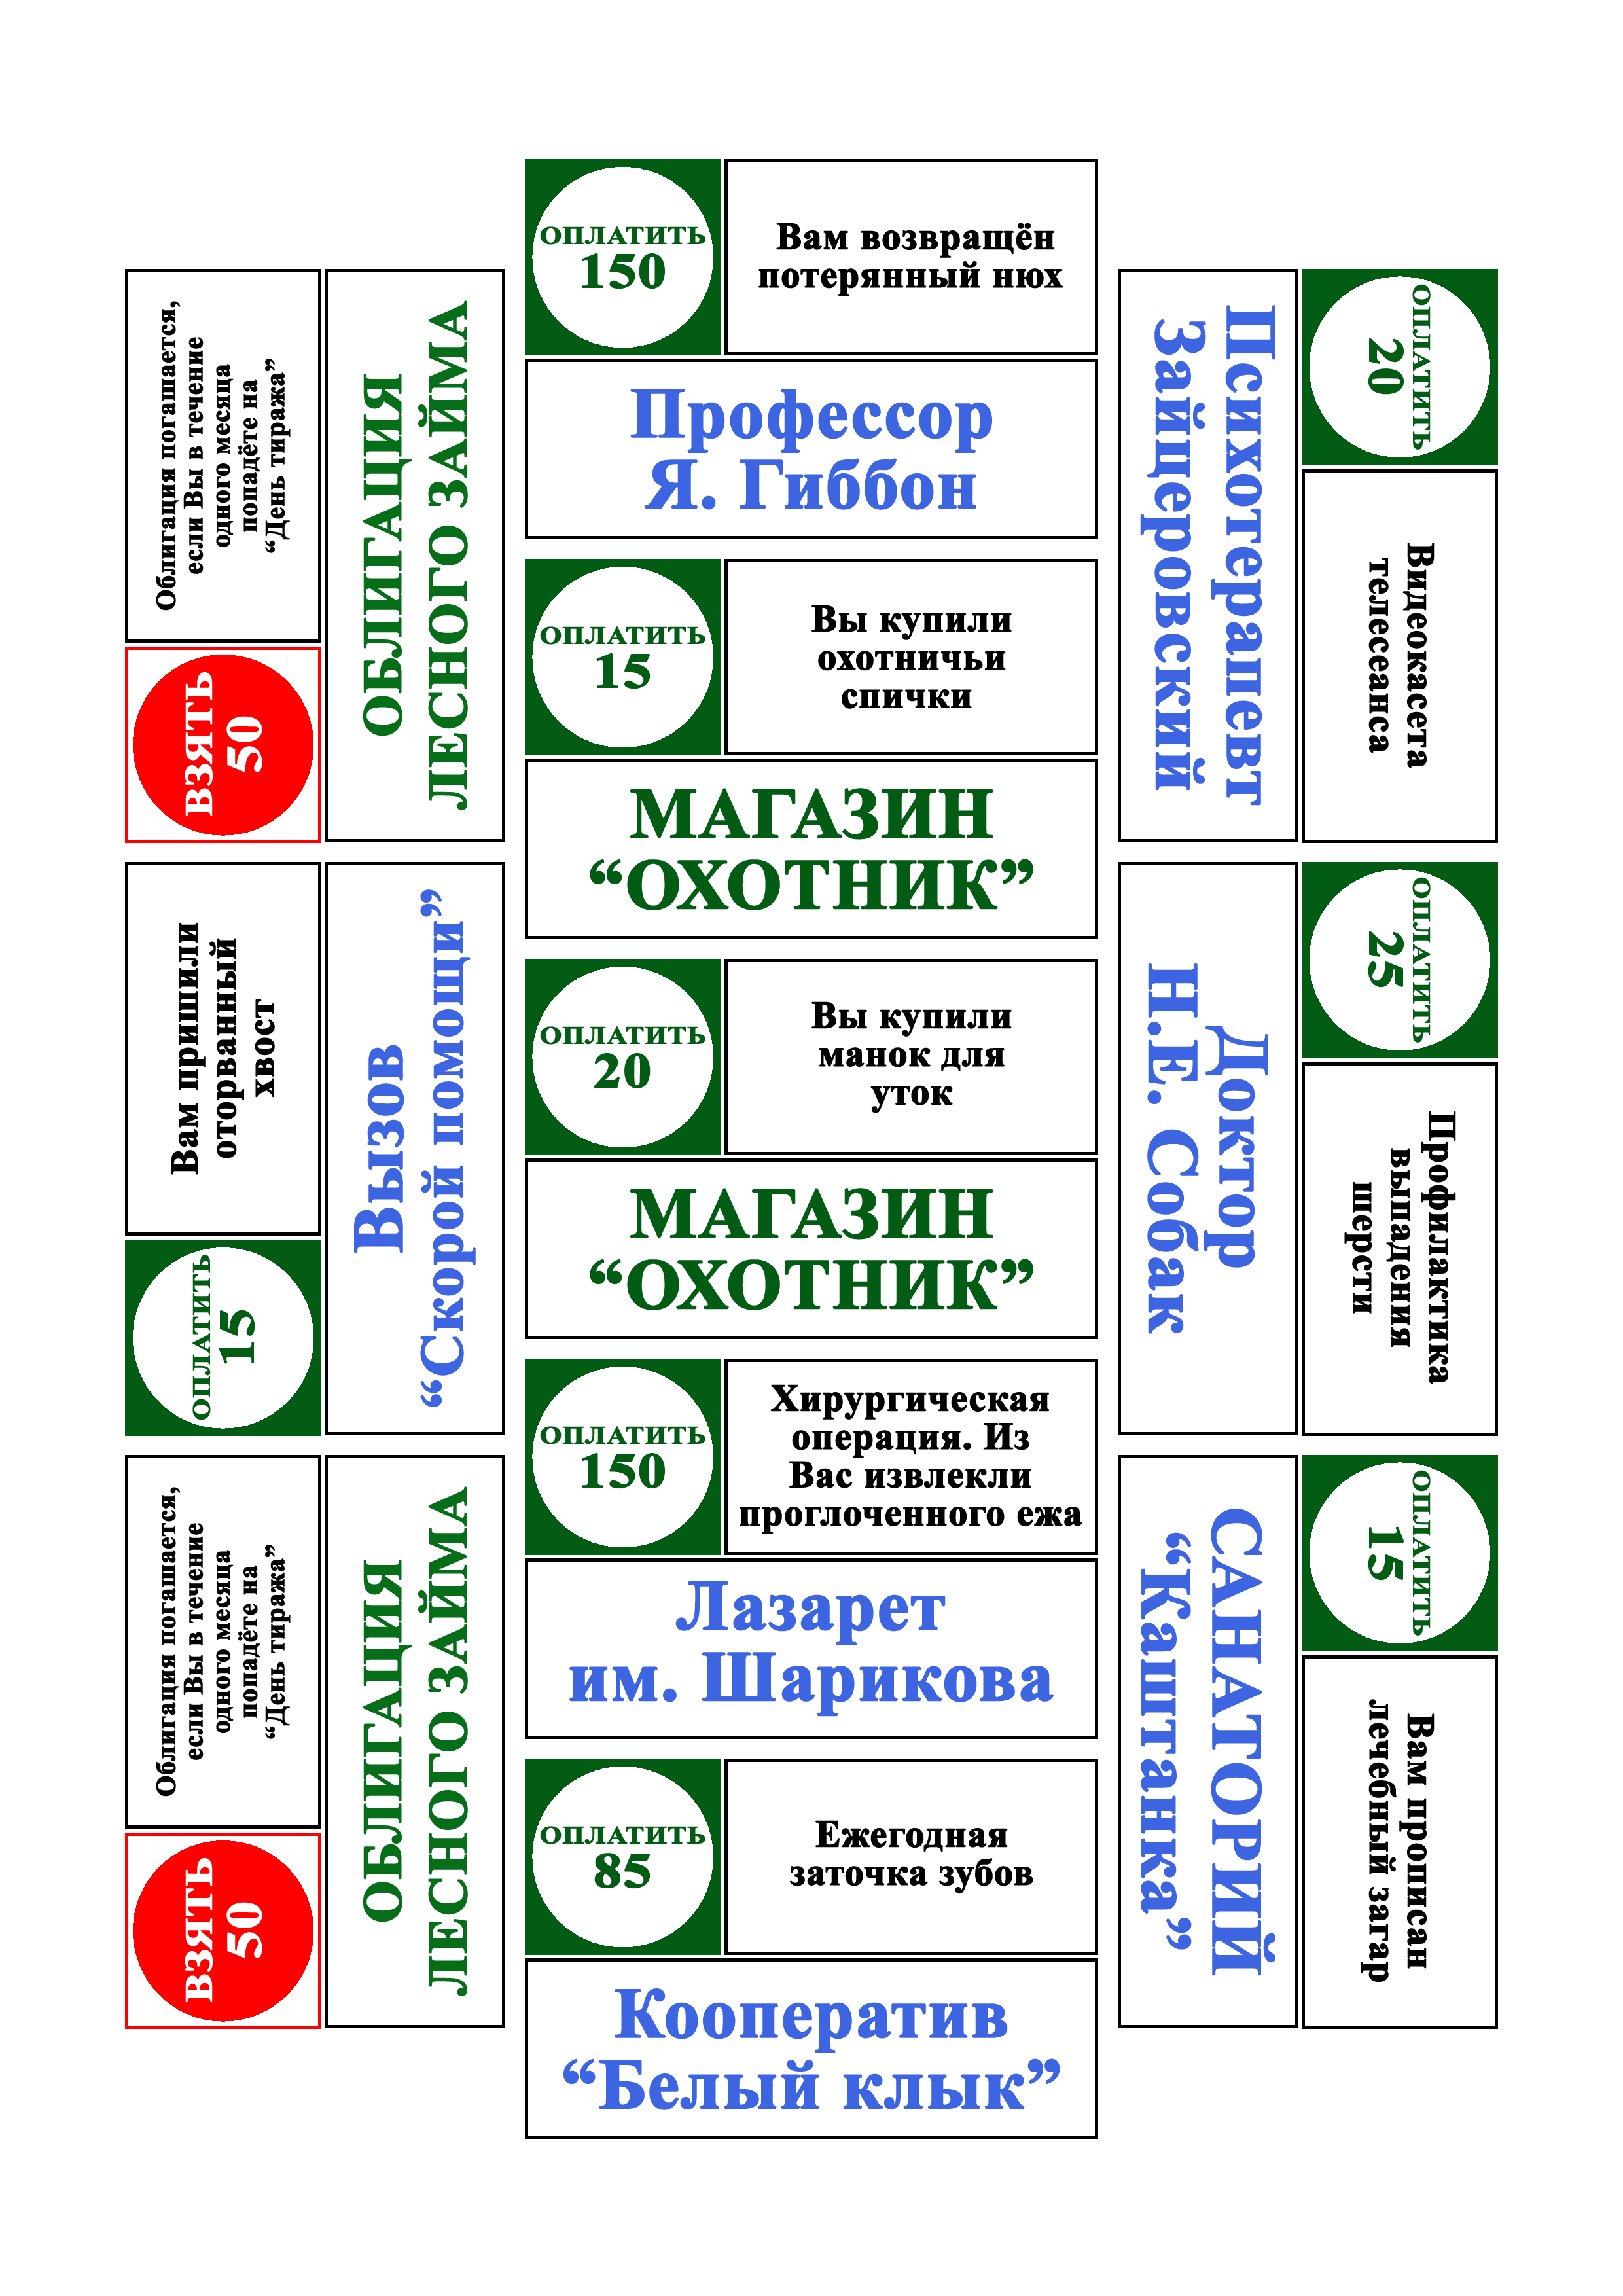 Облигация погашается,
если Вы в течение
одного месяца
попадёте на
“День тиража”
ВЗЯТЬ
50
ОБЛИГАЦИЯ
ЛЕСНОГО ЗАЙМА
Вам пришили
оторванный
хвост
ОПЛАТИТЬ
15
Вызов
“Скорой помощи”
Облигация погашается,
если Вы в течение
одного месяца
попадёте на
“День тиража”
ВЗЯТЬ
50
ОБЛИГАЦИЯ
ЛЕСНОГО ЗАЙМА
ОПЛАТИТЬ
150
Вам возвращён
потерянный нюх
Профессор
Я. Гиббон
ОПЛАТИТЬ
15
Вы купили
охотничьи
спички
МАГАЗИН
“ОХОТНИК”
ОПЛАТИТЬ
20
Вы купили
манок для
уток
МАГАЗИН
“ОХОТНИК”
ОПЛАТИТЬ
150
Хирургическая
операция. Из
Вас извлекли
проглоченного ежа
Лазарет
им. Шарикова
ОПЛАТИТЬ
85
Ежегодная
заточка зубов
Кооператив
“Белый клык”
ОПЛАТИТЬ
20
Видеокасета
телесеанса
Психотерапевт
Зайцеровский
ОПЛАТИТЬ
25
Профилактика
выпадения
шерсти
Доктор
Н.Е. Собак
ОПЛАТИТЬ
15
Вам прописан
лечебный загар
САНАТОРИЙ
“Каштанка”